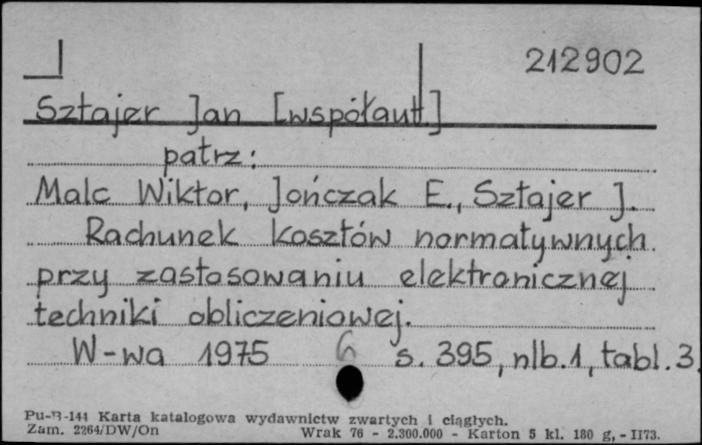 212902
Sztajer Jan [współaut.]
patrz:
Malc Wiktor, Jończak E., Sztajer J.
Rachunek kosztów normatywnych
przy zastosowaniu elektronicznej
techniki obliczeniowej.
W-wa 1975 s. 395, nlb. 1, tabl. 3
Pu-B-144 Karta katalogowa wydawnictw zwartych i ciągłych.
Zam. 2264/DW/On Wrak 76 - 2.300.000 - Karton 5 kl. 180 g, - II73.